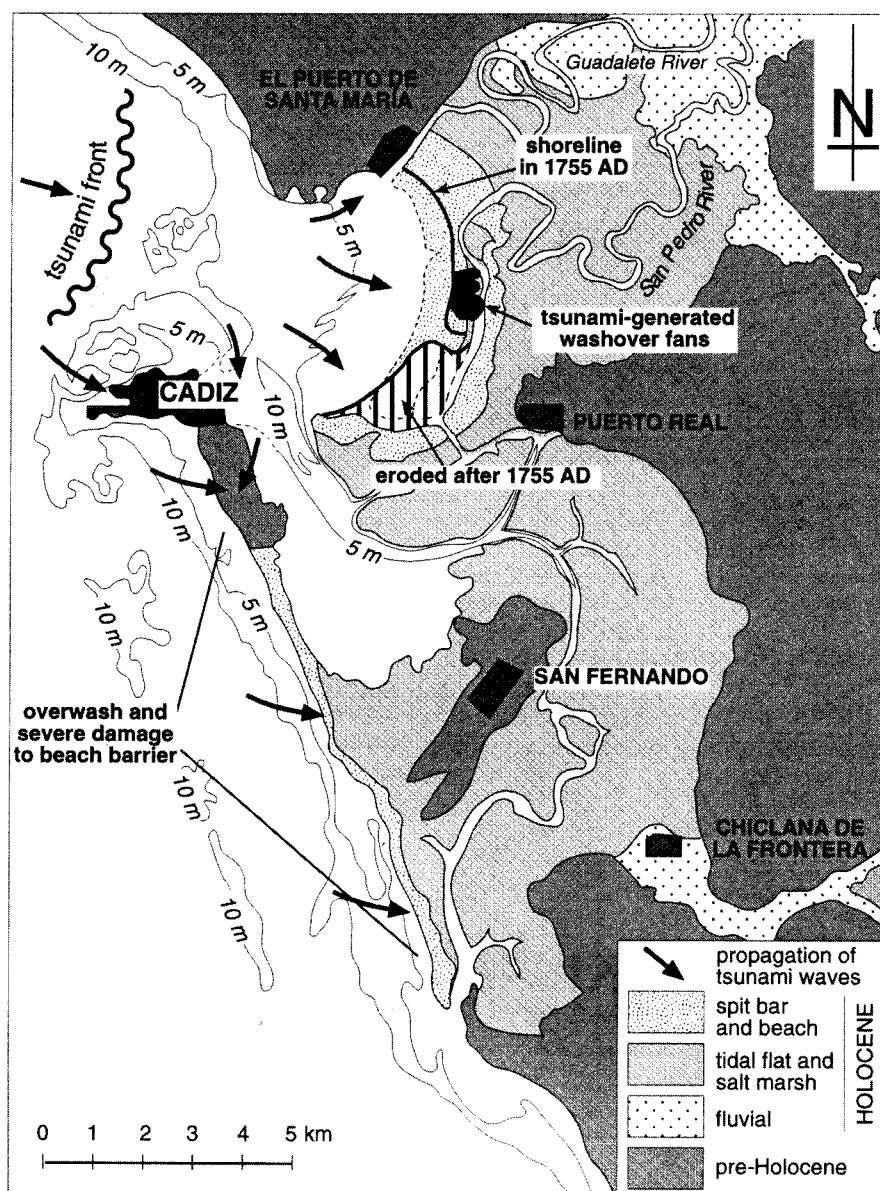 10 m
5 m
EL PUERTO DE
SANTA MARÍA
Guadalete River
N
shoreline
in 1755 AD
tsunami front
5 m
San Pedro River
tsunami-generated
washover fans
5 m
CADIZ
10 m
PUERTO REAL
eroded after 1755 AD
10 m
5 m
5 m
10 m
SAN FERNANDO
overwash and
severe damage
to beach barrier
10 m
10 m
CHICLANA DE
LA FRONTERA
propagation of
tsunami waves
spit bar
and beach
tidal flat and
salt marsh
fluvial
pre-Holocene
HOLOCENE
0 1 2 3 4 5 km